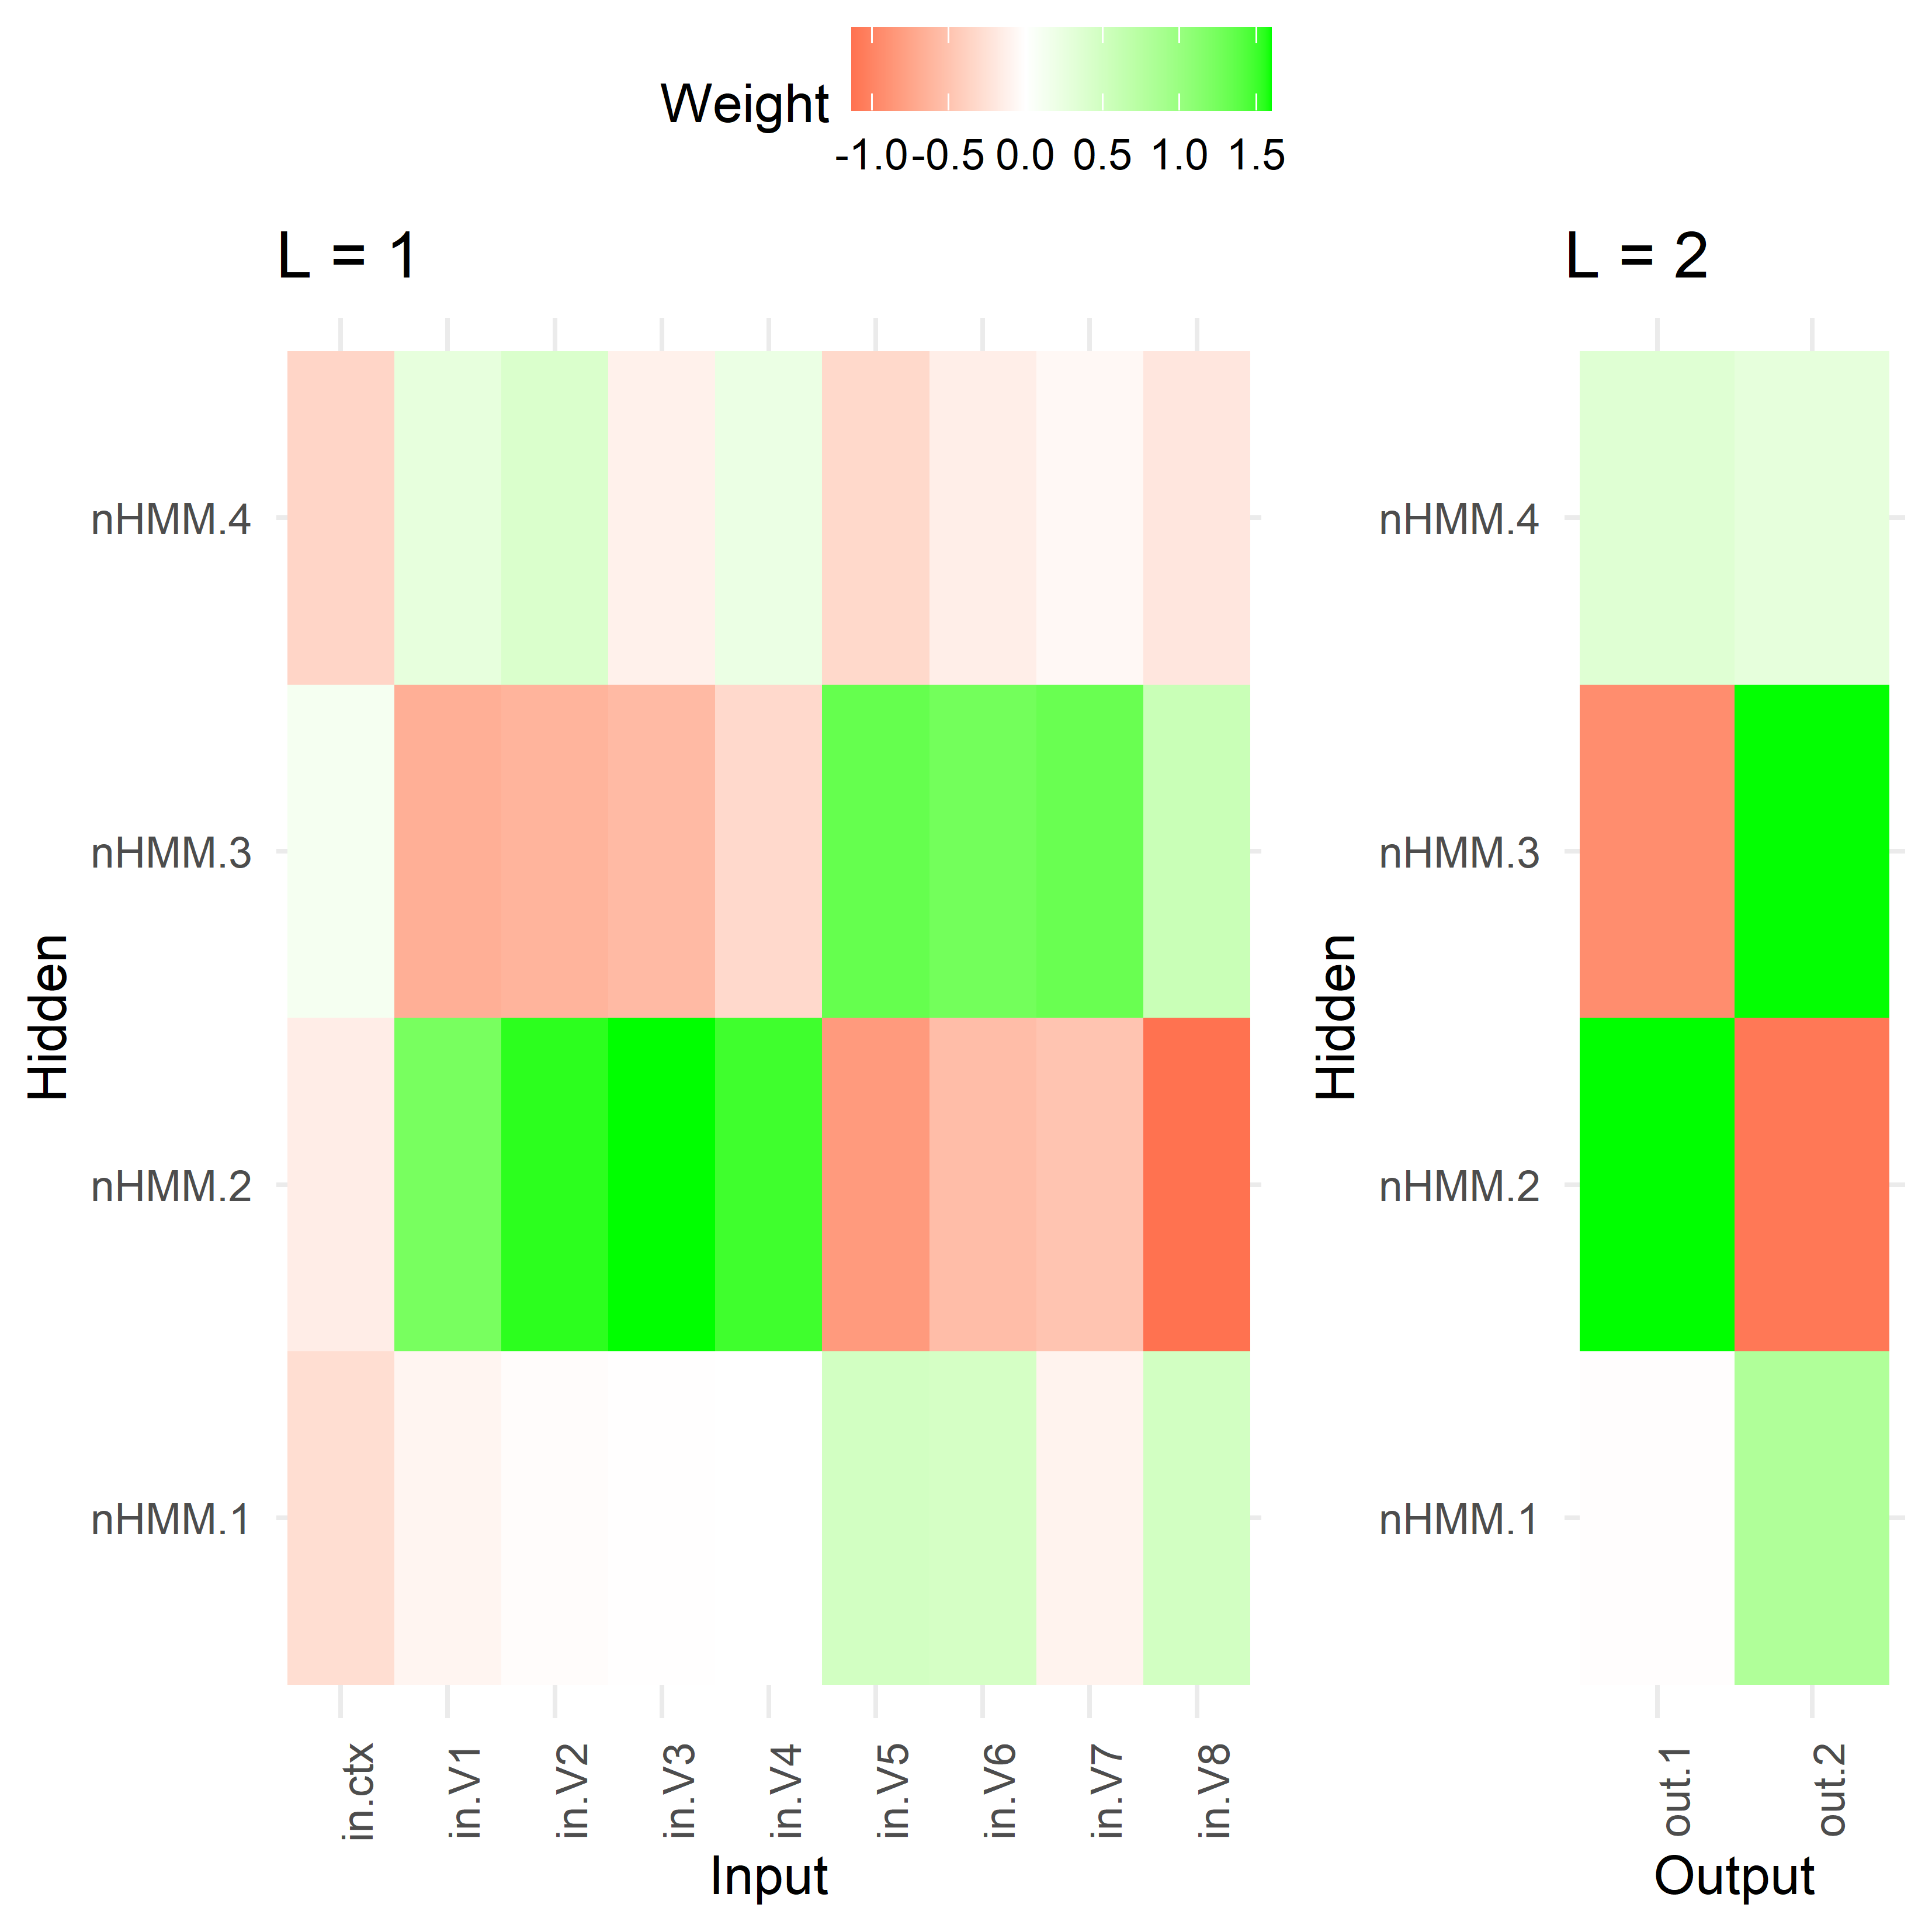 Weight
-1.0 -0.5 0.0 0.5 1.0 1.5
L = 1
L = 2
Hidden
nHMM.4
nHMM.3
nHMM.2
nHMM.1
in.ctx in.V1 in.V2 in.V3 in.V4 in.V5 in.V6 in.V7 in.V8
Input
Hidden
nHMM.4
nHMM.3
nHMM.2
nHMM.1
out.1 out.2
Output